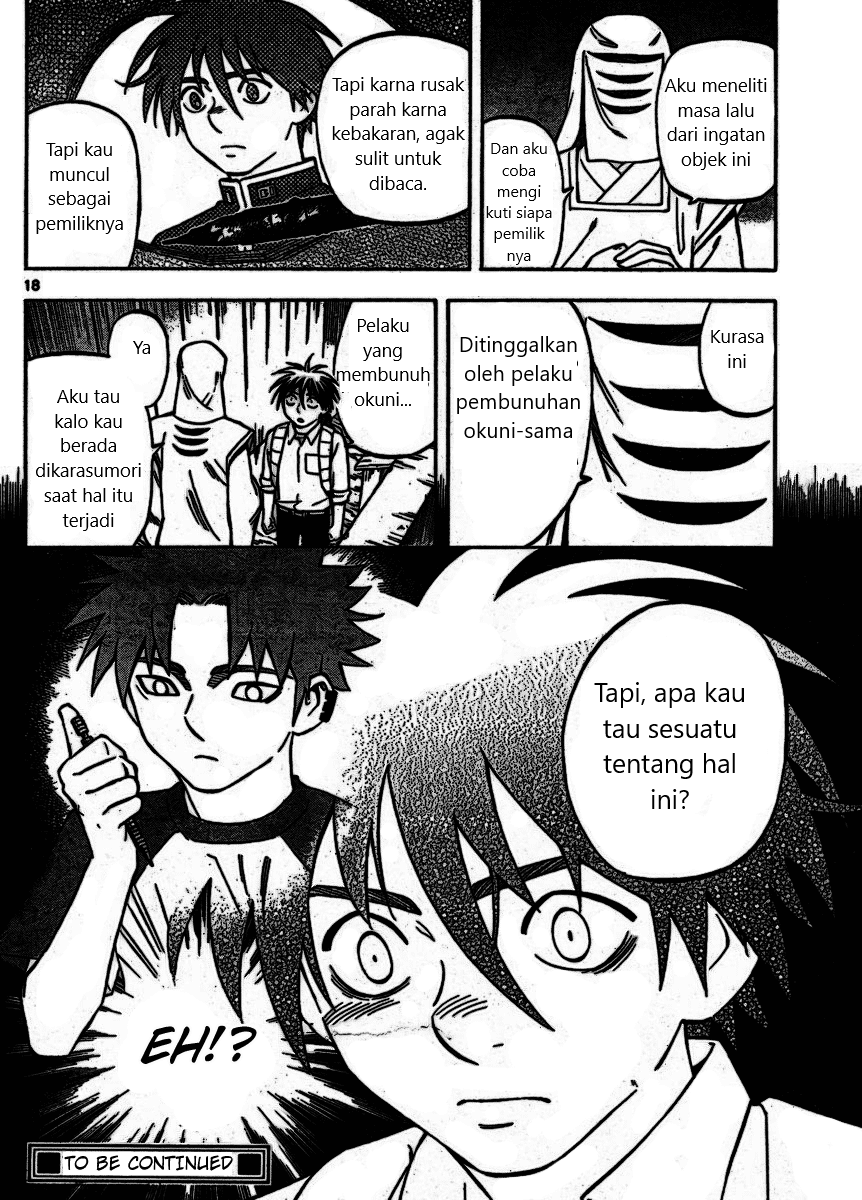 Aku meneliti
masa lalu
dari ingatan
objek ini
Dan aku
coba
mengi
kuti siapa
pemilik
nya
Tapi karna rusak
parah karna
kebakaran, agak
sulit untuk
dibaca.
Tapi kau
muncul
sebagai
pemiliknya
18
Kurasa
ini
Ditinggalkan
oleh pelaku
pembunuhan
okuni-sama
Pelaku
yang
membunuh
okuni...
Ya
Aku tau
kalo kau
berada
dikarasumori
saat hal itu
terjadi
Tapi, apa kau
tau sesuatu
tentang hal
ini?
EH!?
TO BE CONTINUED